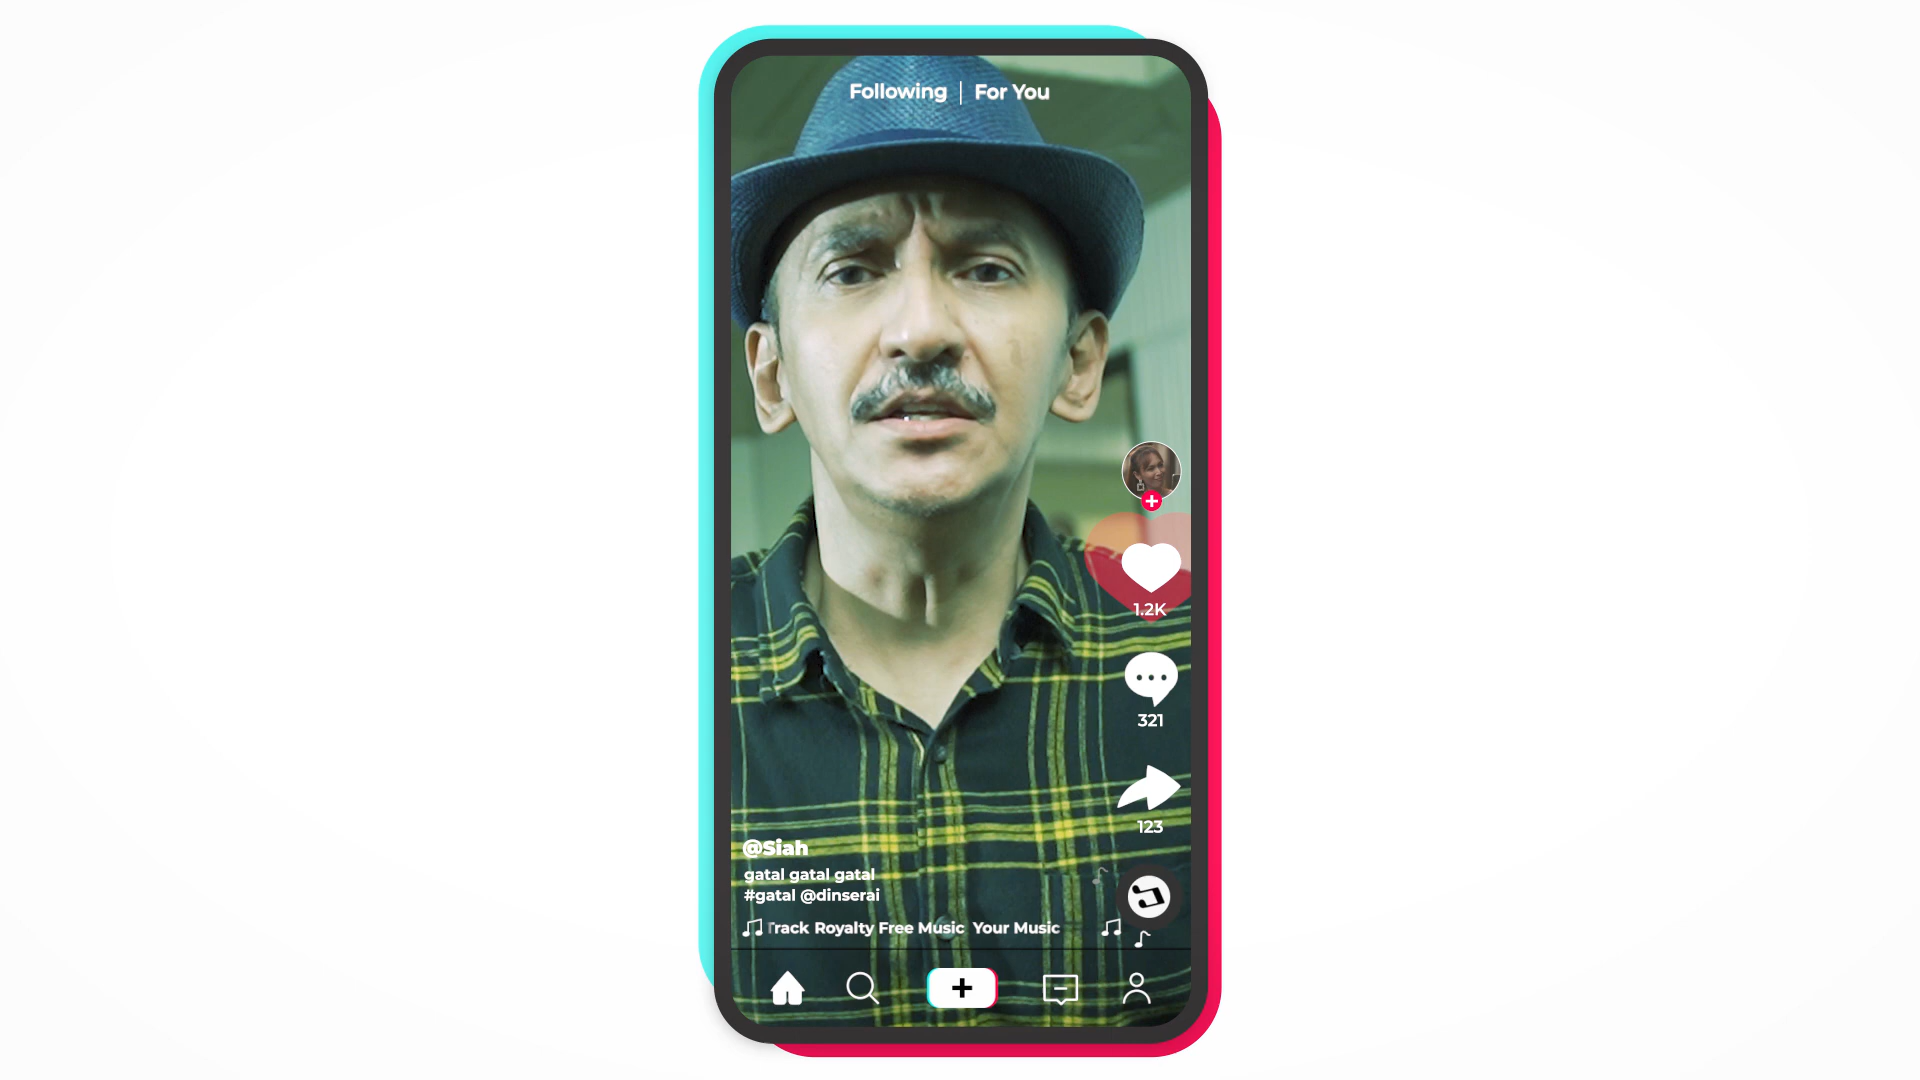 Following | For You
1.2K
321
123
@Siah
gatal gatal gatal
#gatal @dinserai
Track Royalty Free Music Your Music